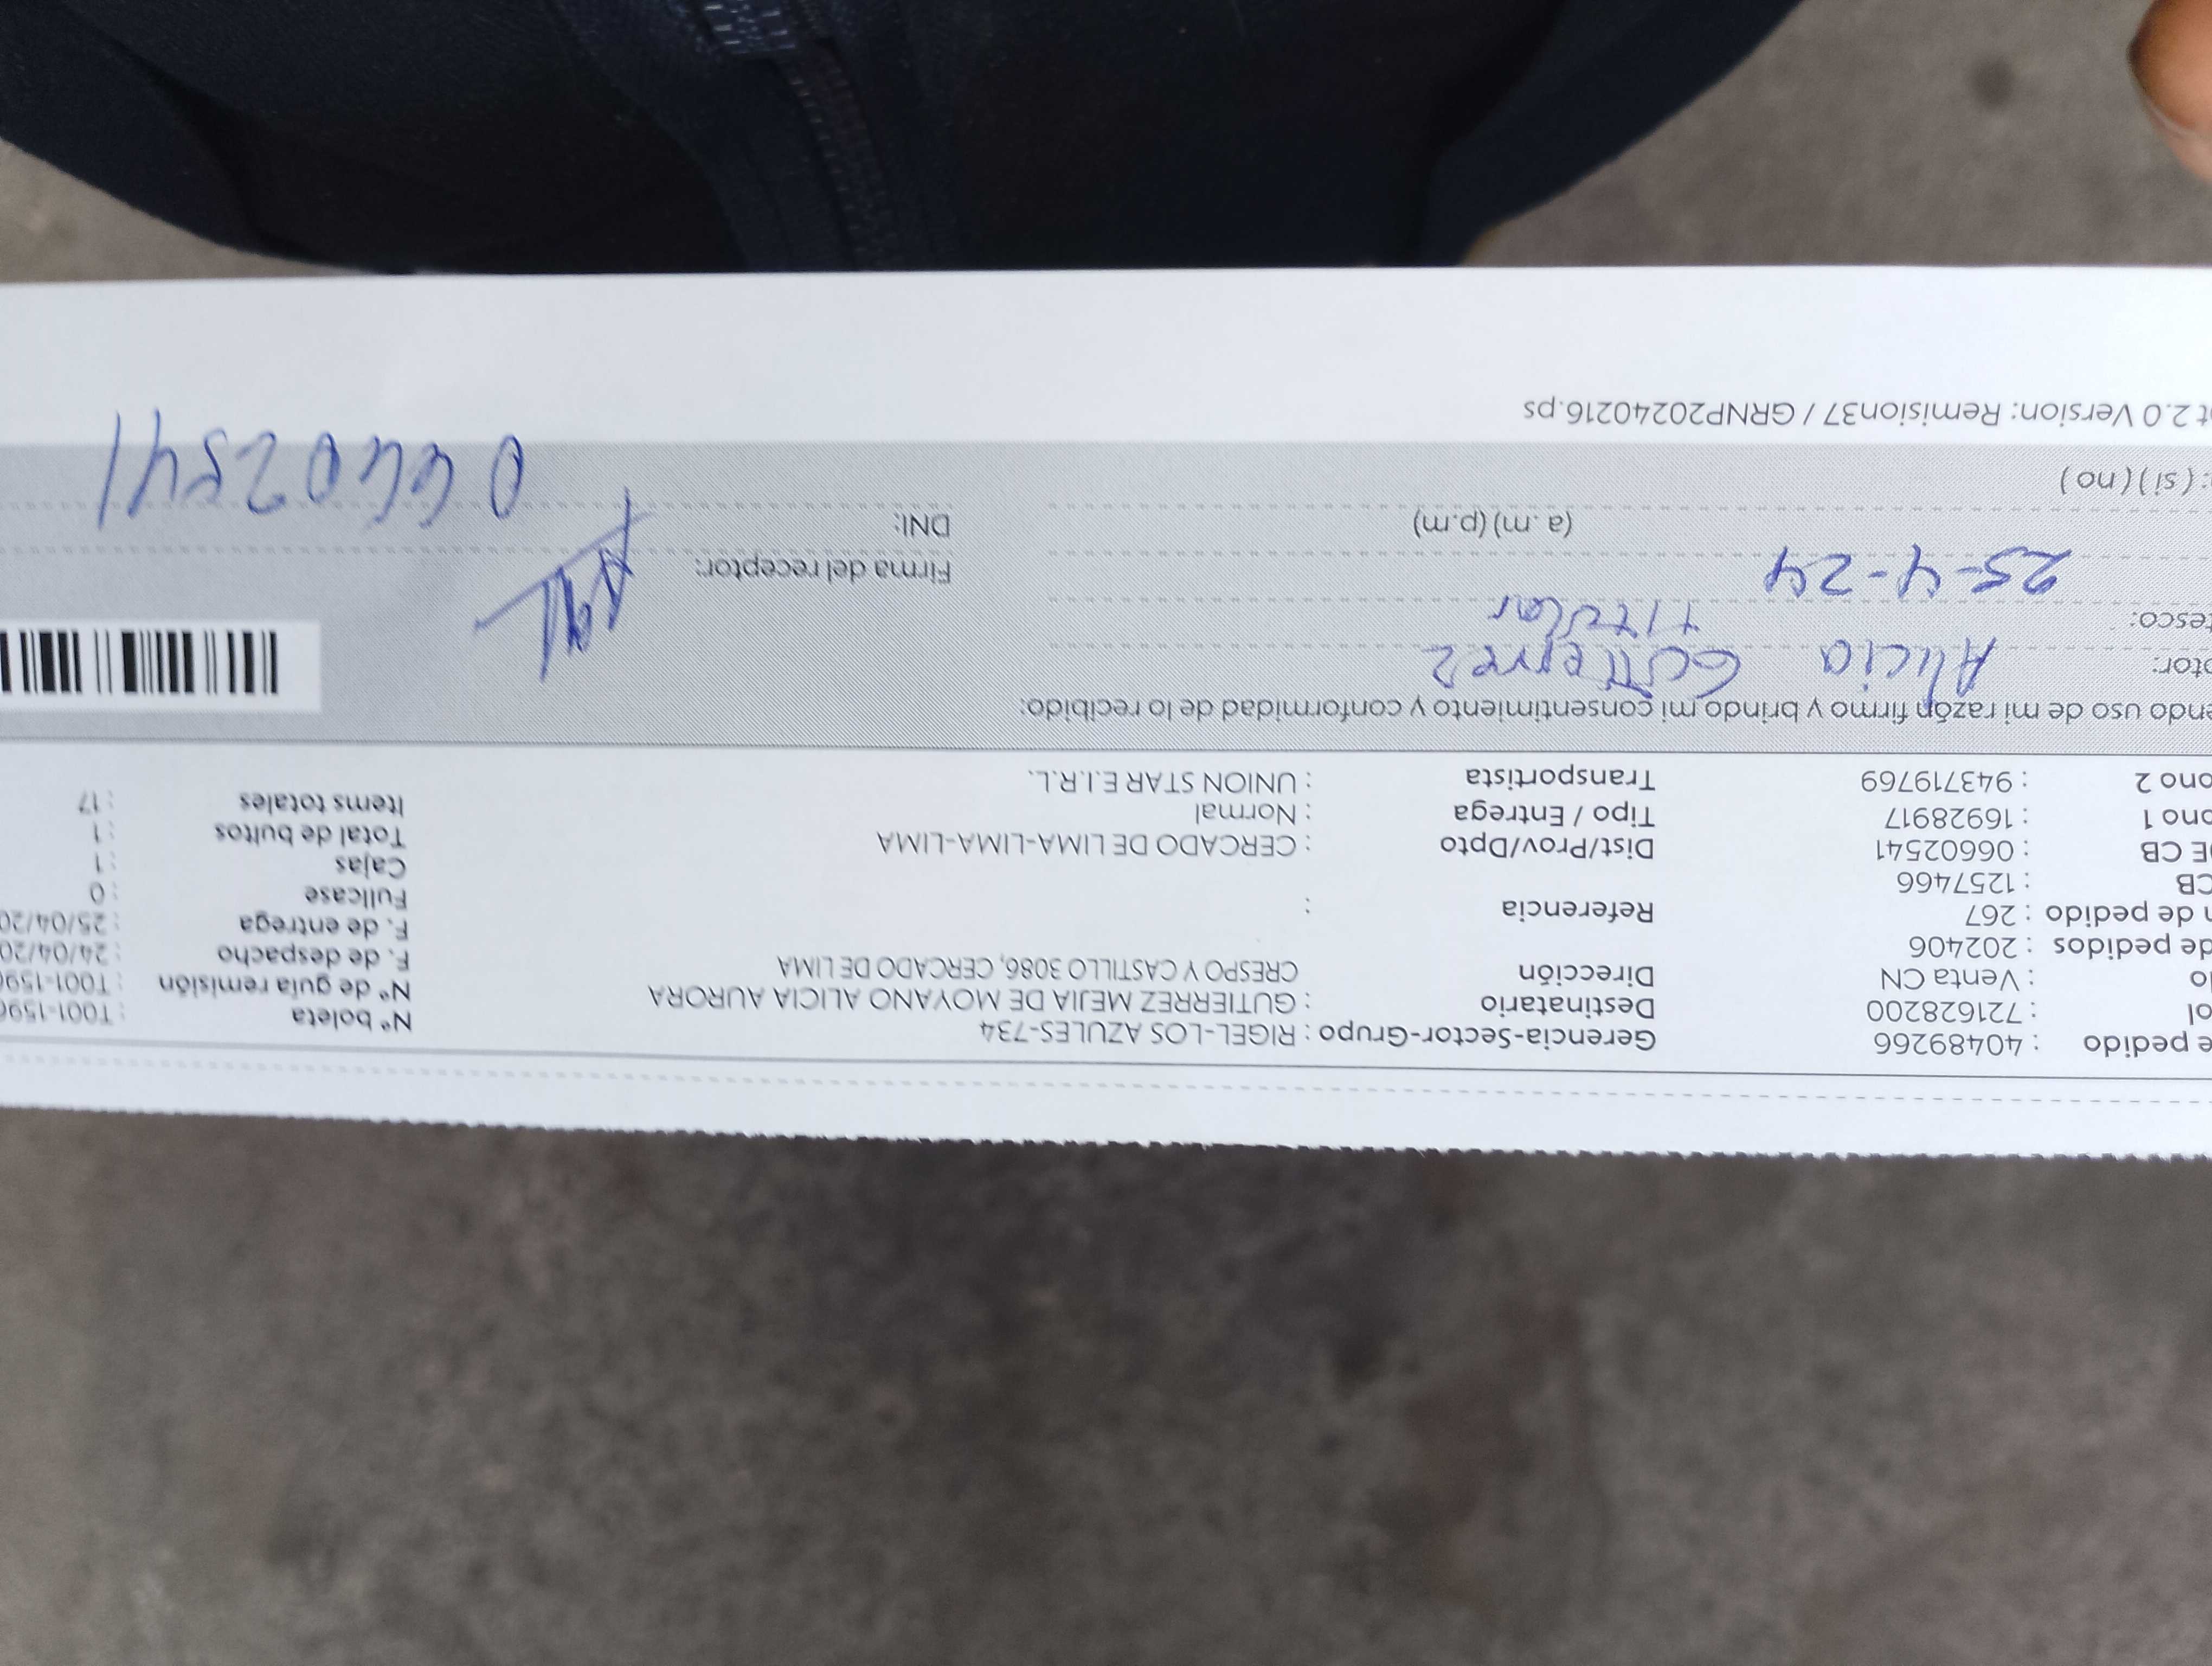 e pedido : 40489266 Gerencia-Sector-Grupo : RIGEL-LOS AZULES-734 N° boleta : T001-1596
ol : 721628200 Destinatario : GUTIERREZ MEJIA DE MOYANO ALICIA AURORA N° de guía remisión : T001-1596
lo : Venta CN Dirección CRESPO Y CASTILLO 3086, CERCADO DE LIMA F. de despacho : 24/04/20
de pedidos : 202406 F. de entrega : 25/04/20
n de pedido : 267 Referencia : Fullcase : 0
CB : 1257466 Cajas : 1
DE CB : 06602541 Dist/Prov/Dpto : CERCADO DE LIMA-LIMA-LIMA Total de bultos : 1
ono 1 : 16928917 Tipo / Entrega : Normal Items totales : 17
ono 2 : 943719769 Transportista : UNION STAR E.I.R.L.
endo uso de mi razón firmo y brindo mi consentimiento y conformidad de lo recibido:
ptor: Alicia Gutierrez
tesco: titular
25-4-24 Firma del receptor:
(a. m) (p.m) DNI: 06602541
: ( si ) ( no )
t 2.0 Version: Remision37 / GRNP20240216.ps